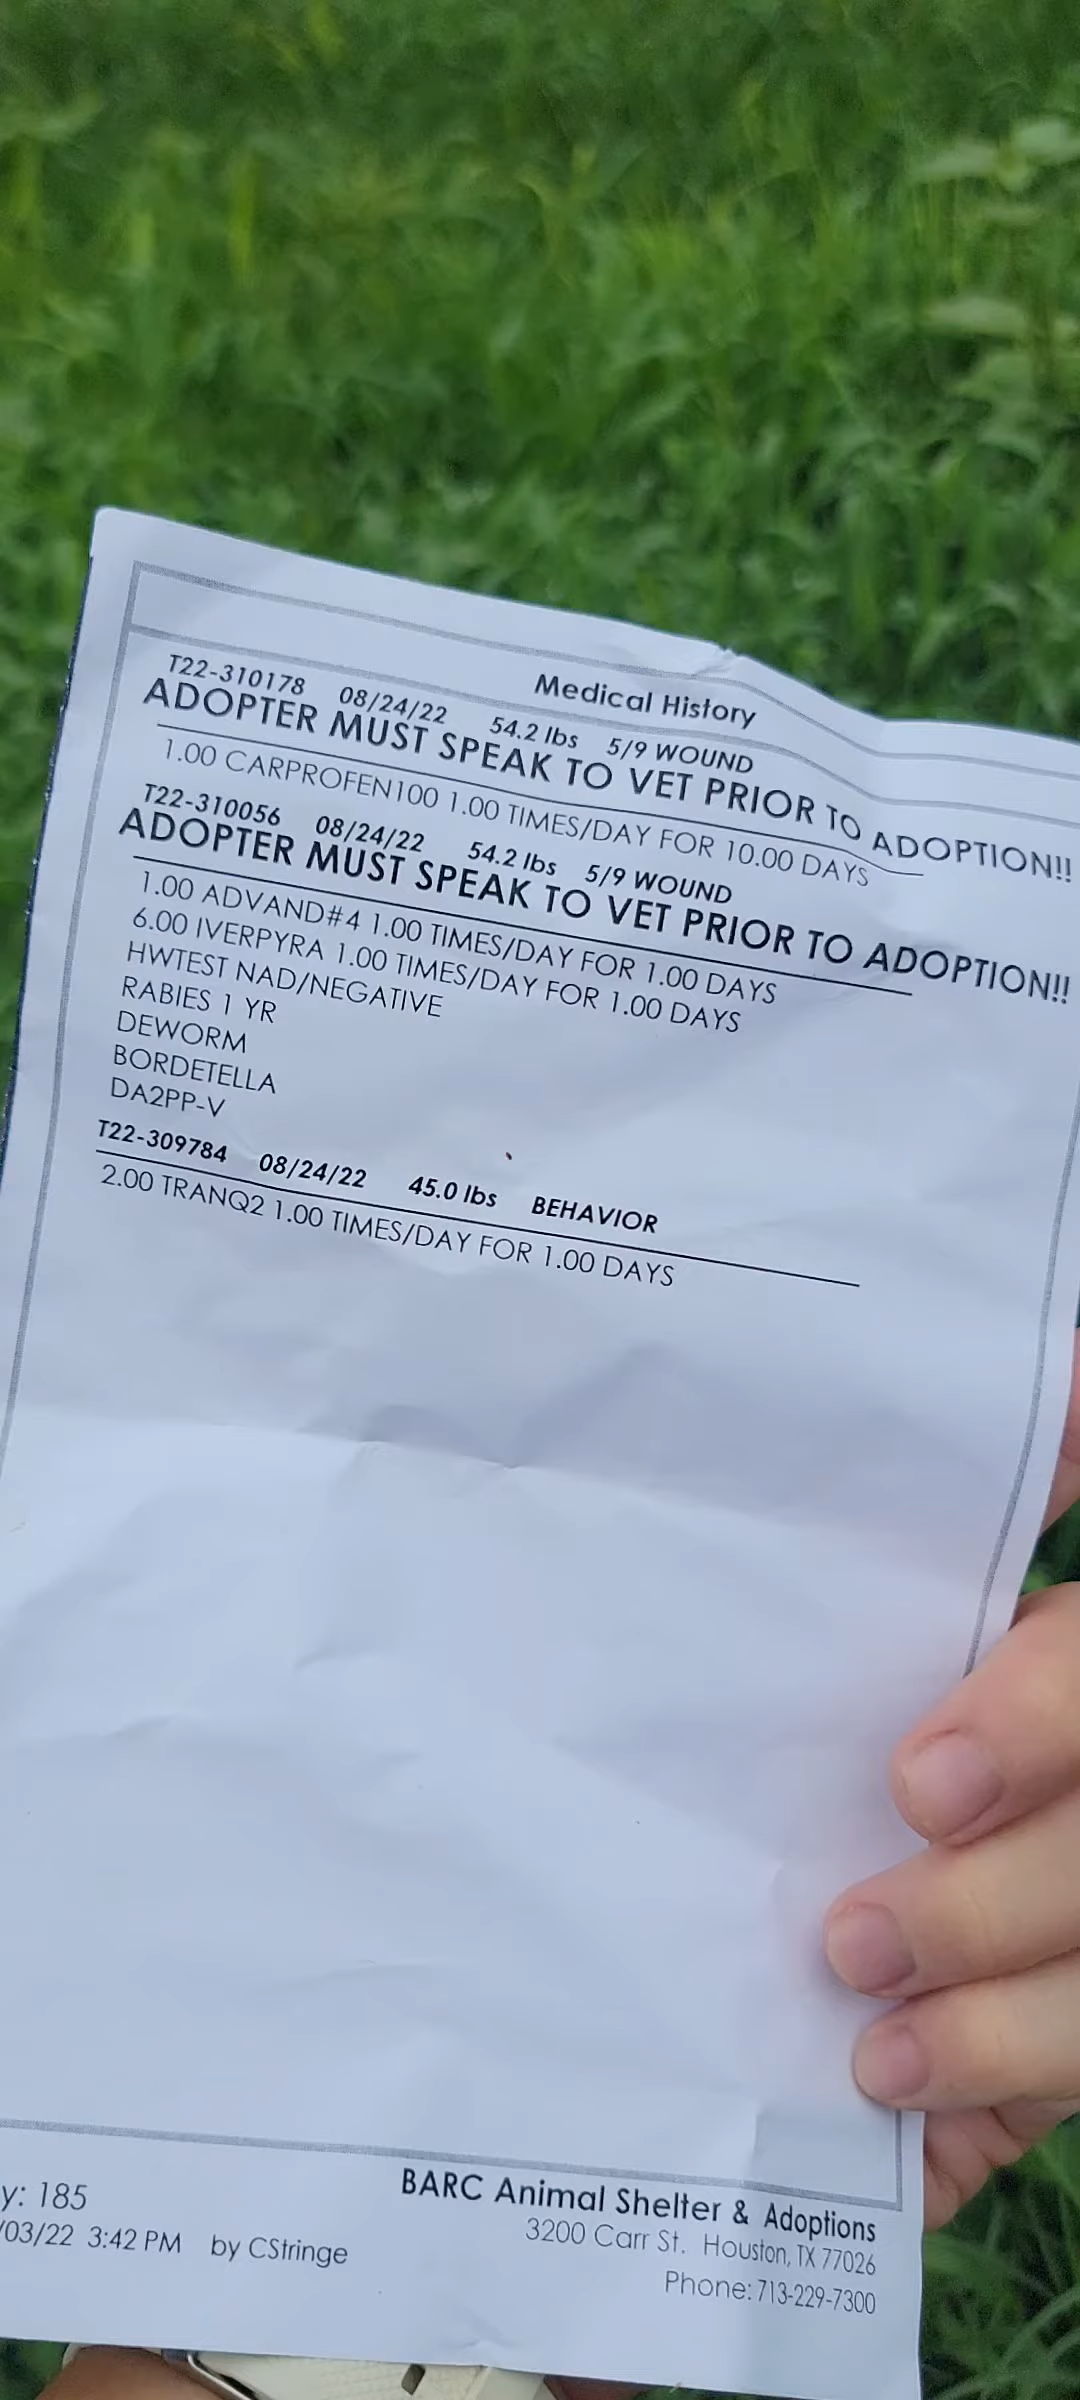 Medical History
T22-310178 08/24/22 54.2 lbs 5/9 WOUND
ADOPTER MUST SPEAK TO VET PRIOR TO ADOPTION!!
1.00 CARPROFEN100 1.00 TIMES/DAY FOR 10.00 DAYS
T22-310056 08/24/22 54.2 lbs 5/9 WOUND
ADOPTER MUST SPEAK TO VET PRIOR TO ADOPTION!!
1.00 ADVAND#4 1.00 TIMES/DAY FOR 1.00 DAYS
6.00 IVERPYRA 1.00 TIMES/DAY FOR 1.00 DAYS
HWTEST NAD/NEGATIVE
RABIES 1 YR
DEWORM
BORDETELLA
DA2PP-V
T22-309784 08/24/22 45.0 lbs BEHAVIOR
2.00 TRANQ2 1.00 TIMES/DAY FOR 1.00 DAYS
y: 185
/03/22 3:42 PM by CStringe
BARC Animal Shelter & Adoptions
3200 Carr St. Houston, TX 77026
Phone: 713-229-7300